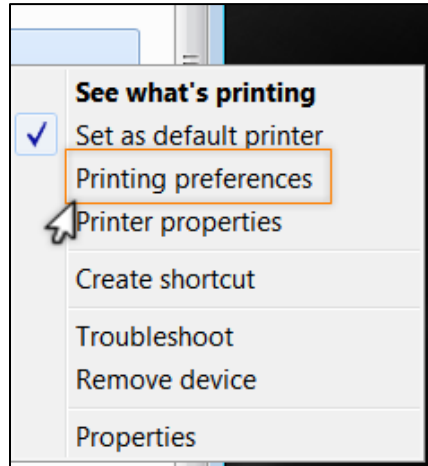 See what's printing
Set as default printer
Printing preferences
Printer properties
Create shortcut
Troubleshoot
Remove device
Properties